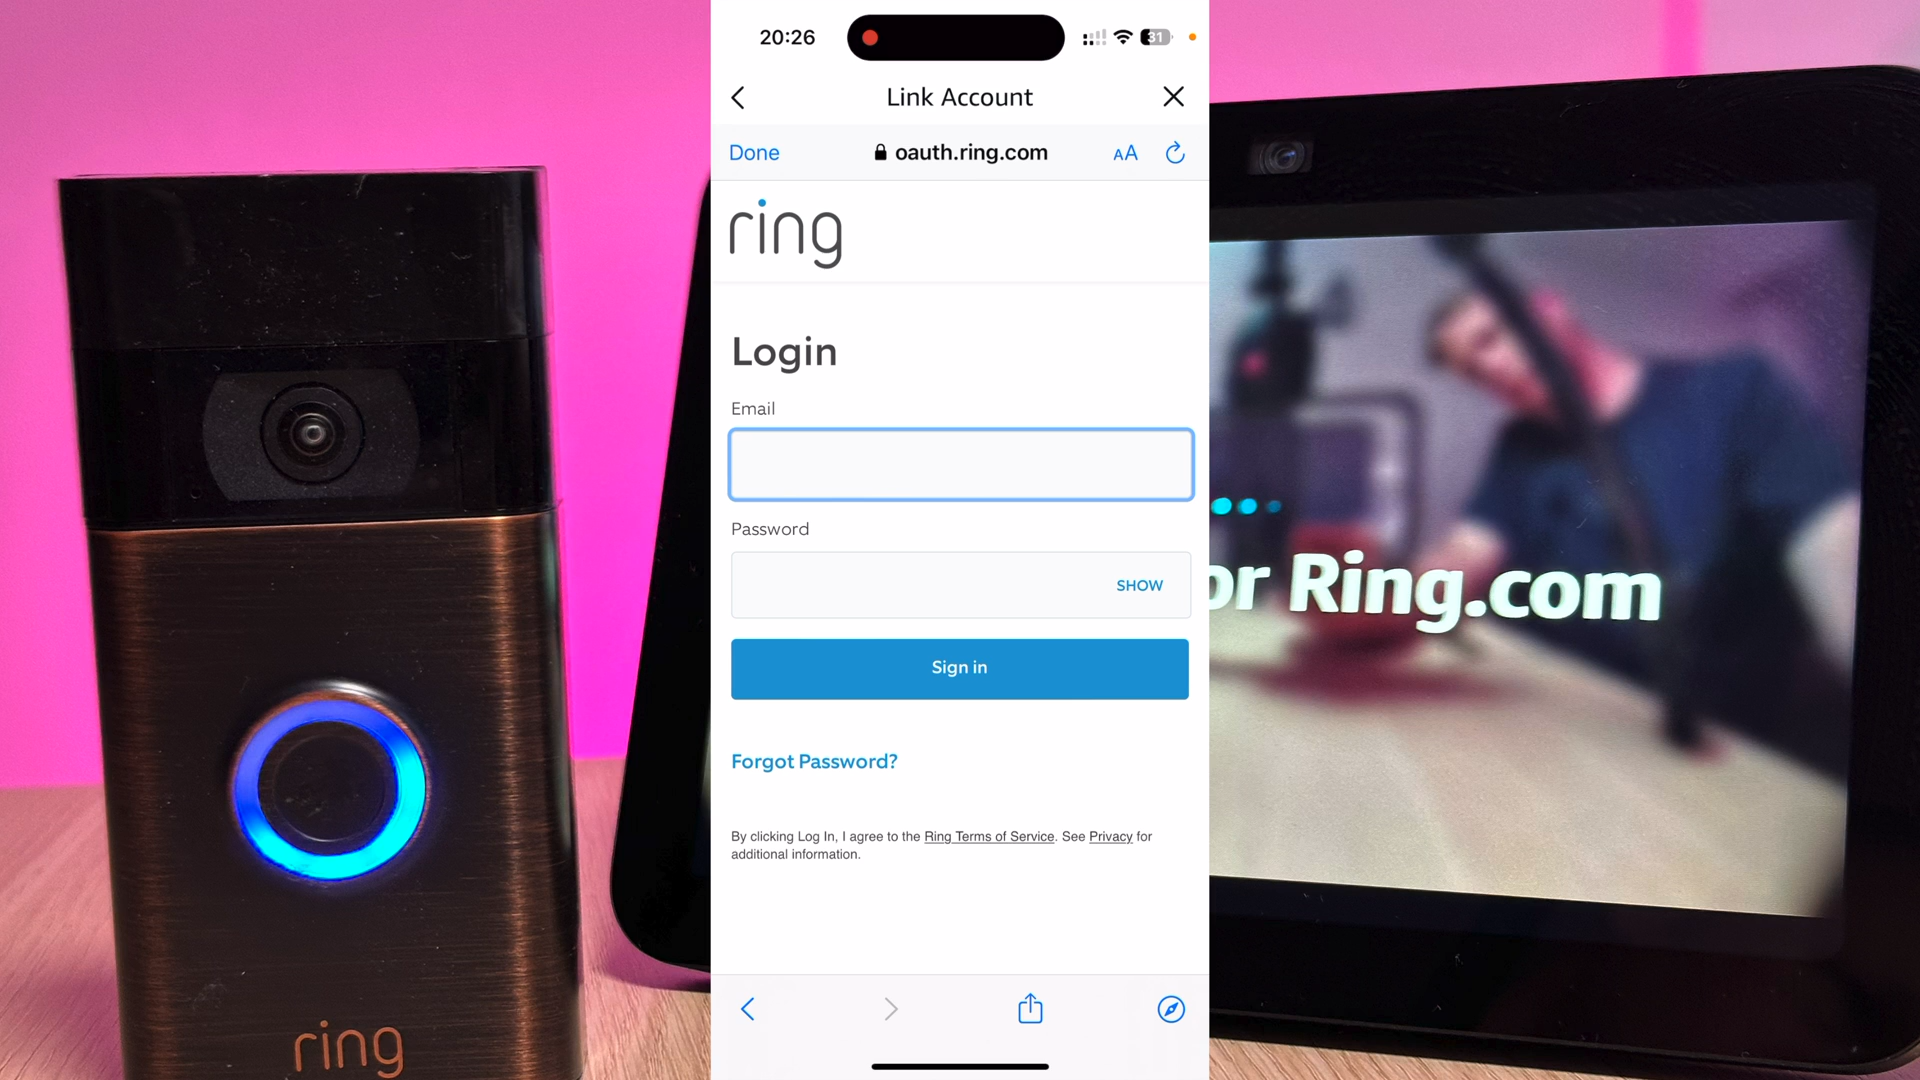 20:26
31
Link Account
Done
oauth.ring.com
AA
ring
Login
Email
Password
SHOW
Sign in
Forgot Password?
By clicking Log In, I agree to the Ring Terms of Service. See Privacy for
additional information.
or Ring.com
ring